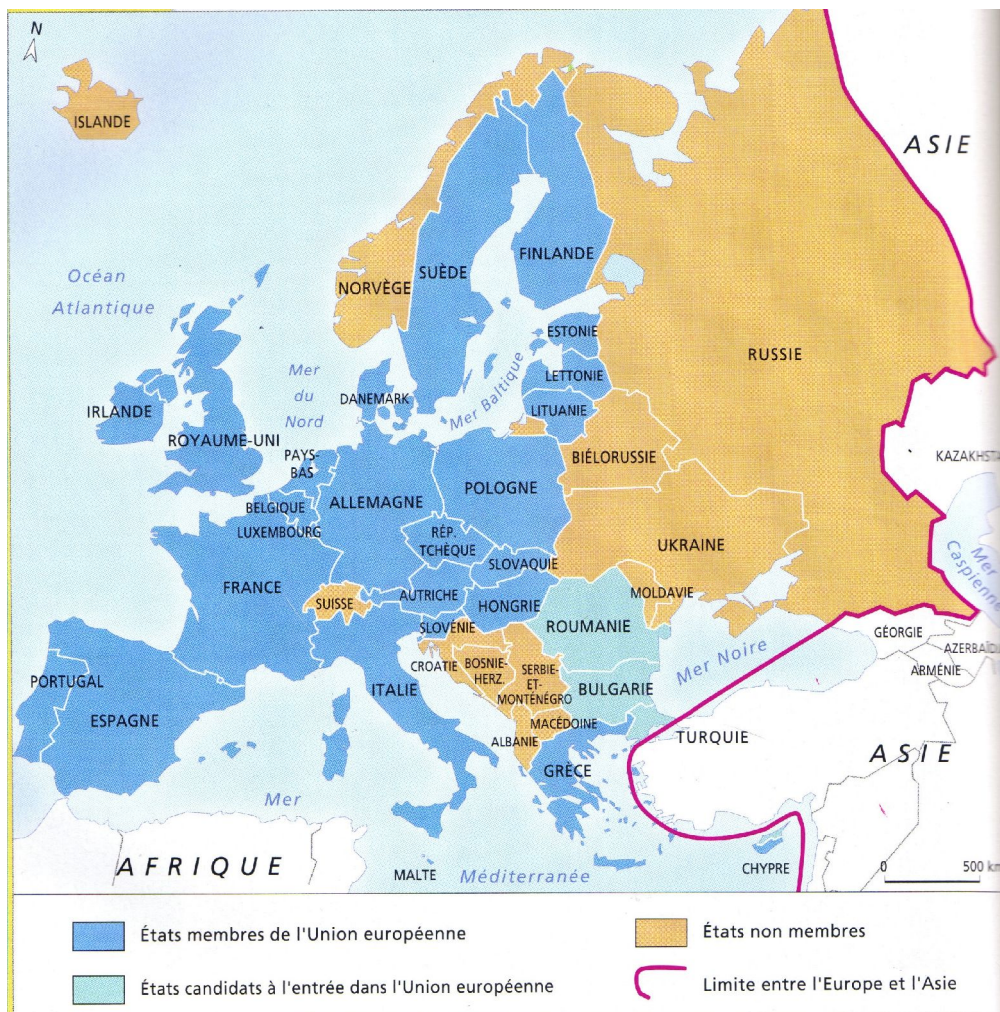 N
ISLANDE
ASIE
Océan
Atlantique
NORVÈGE
SUÈDE
FINLANDE
RUSSIE
ESTONIE
Mer
du
Nord
Mer Baltique
LETTONIE
DANEMARK
LITUANIE
IRLANDE
ROYAUME-UNI
PAYS-
BAS
BIÉLORUSSIE
KAZAKHSTA
BELGIQUE
ALLEMAGNE
POLOGNE
LUXEMBOURG
RÉP.
TCHÈQUE
UKRAINE
SLOVAQUIE
Mer
Caspienne
FRANCE
SUISSE
AUTRICHE
HONGRIE
MOLDAVIE
SLOVÉNIE
ROUMANIE
GÉORGIE
AZERBAÏD
ARMÉNIE
Mer Noire
CROATIE
BOSNIE-
HERZ.
SERBIE-
ET-
MONTÉNÉGRO
PORTUGAL
ITALIE
BULGARIE
ESPAGNE
MACÉDOINE
ALBANIE
TURQUIE
ASIE
GRÈCE
Mer
AFRIQUE
MALTE
Méditerranée
CHYPRE
0 500 km
États membres de l'Union européenne
États non membres
États candidats à l'entrée dans l'Union européenne
Limite entre l'Europe et l'Asie